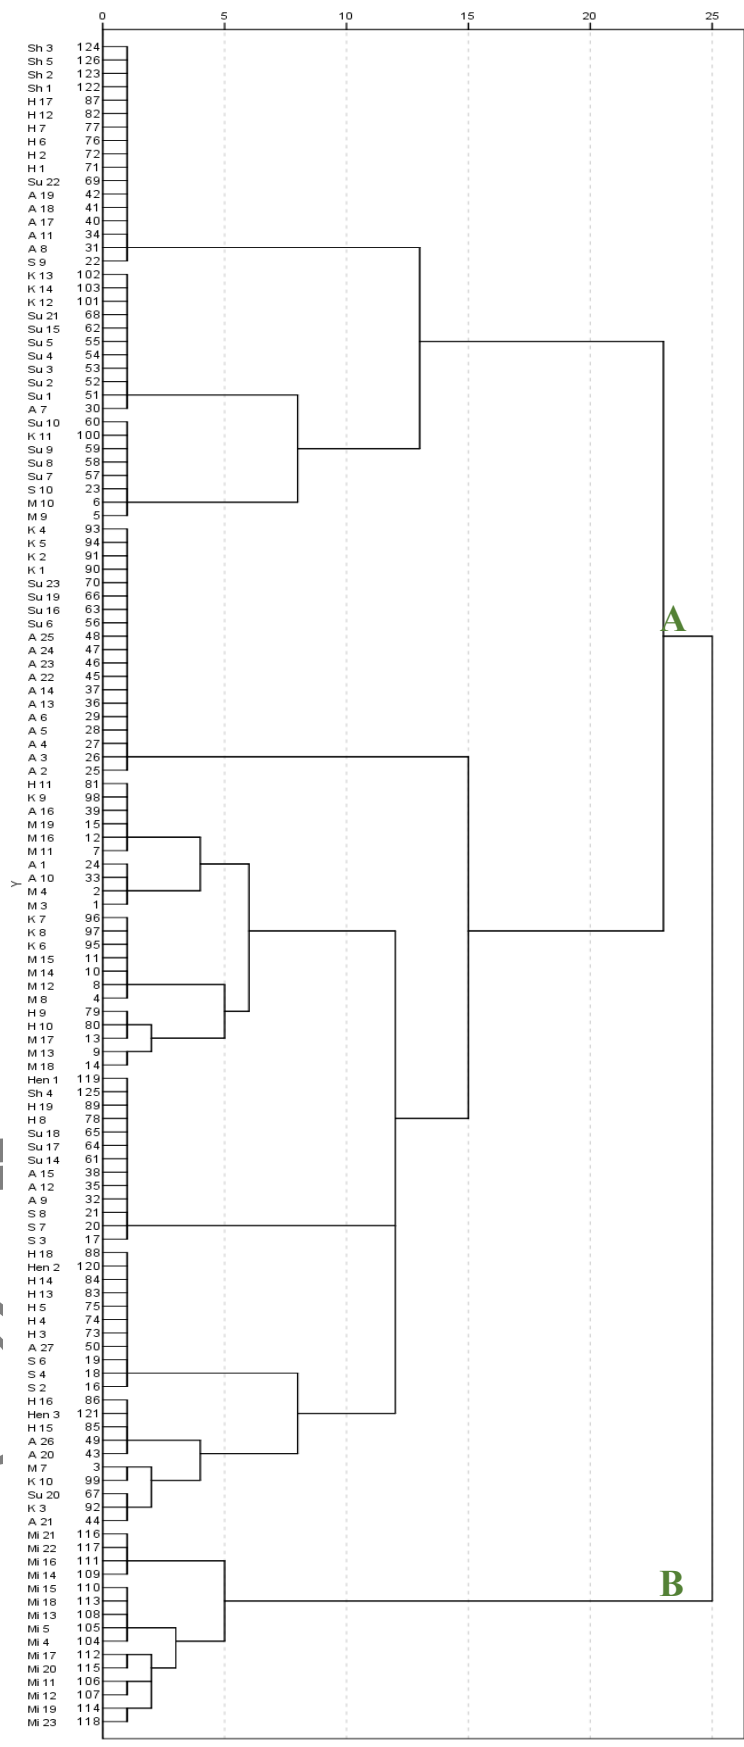 0 5 10 15 20 25
Sh 3 124
Sh 5 126
Sh 2 123
Sh 1 122
H 17 87
H 12 82
H 7 77
H 6 76
H 2 72
H 1 71
Su 22 69
A 19 42
A 18 41
A 17 40
A 11 34
A 8 31
S 9 22
K 13 102
K 14 103
K 12 101
Su 21 68
Su 15 62
Su 5 55
Su 4 54
Su 3 53
Su 2 52
Su 1 51
A 7 30
Su 10 60
K 11 100
Su 9 59
Su 8 58
Su 7 57
S 10 23
M 10 6
M 9 5
K 4 93
K 5 94
K 2 91
K 1 90
Su 23 70
Su 19 66
Su 16 63
Su 6 56
A
A 25 48
A 24 47
A 23 46
A 22 45
A 14 37
A 13 36
A 6 29
A 5 28
A 4 27
A 3 26
A 2 25
H 11 81
K 9 98
A 16 39
M 19 15
M 16 12
M 11 7
A 1 24
A 10 33
Y
M 4 2
M 3 1
K 7 96
K 8 97
K 6 95
M 15 11
M 14 10
M 12 8
M 8 4
H 9 79
H 10 80
M 17 13
M 13 9
M 18 14
Hen 1 119
Sh 4 125
H 19 89
H 8 78
Su 18 65
Su 17 64
Su 14 61
A 15 38
A 12 35
A 9 32
S 8 21
S 7 20
S 3 17
H 18 88
Hen 2 120
H 14 84
H 13 83
H 5 75
H 4 74
H 3 73
A 27 50
S 6 19
S 4 18
S 2 16
H 16 86
Hen 3 121
H 15 85
A 26 49
A 20 43
M 7 3
K 10 99
Su 20 67
K 3 92
A 21 44
Mi 21 116
Mi 22 117
Mi 16 111
Mi 14 109
B
Mi 15 110
Mi 18 113
Mi 13 108
Mi 5 105
Mi 4 104
Mi 17 112
Mi 20 115
Mi 11 106
Mi 12 107
Mi 19 114
Mi 23 118